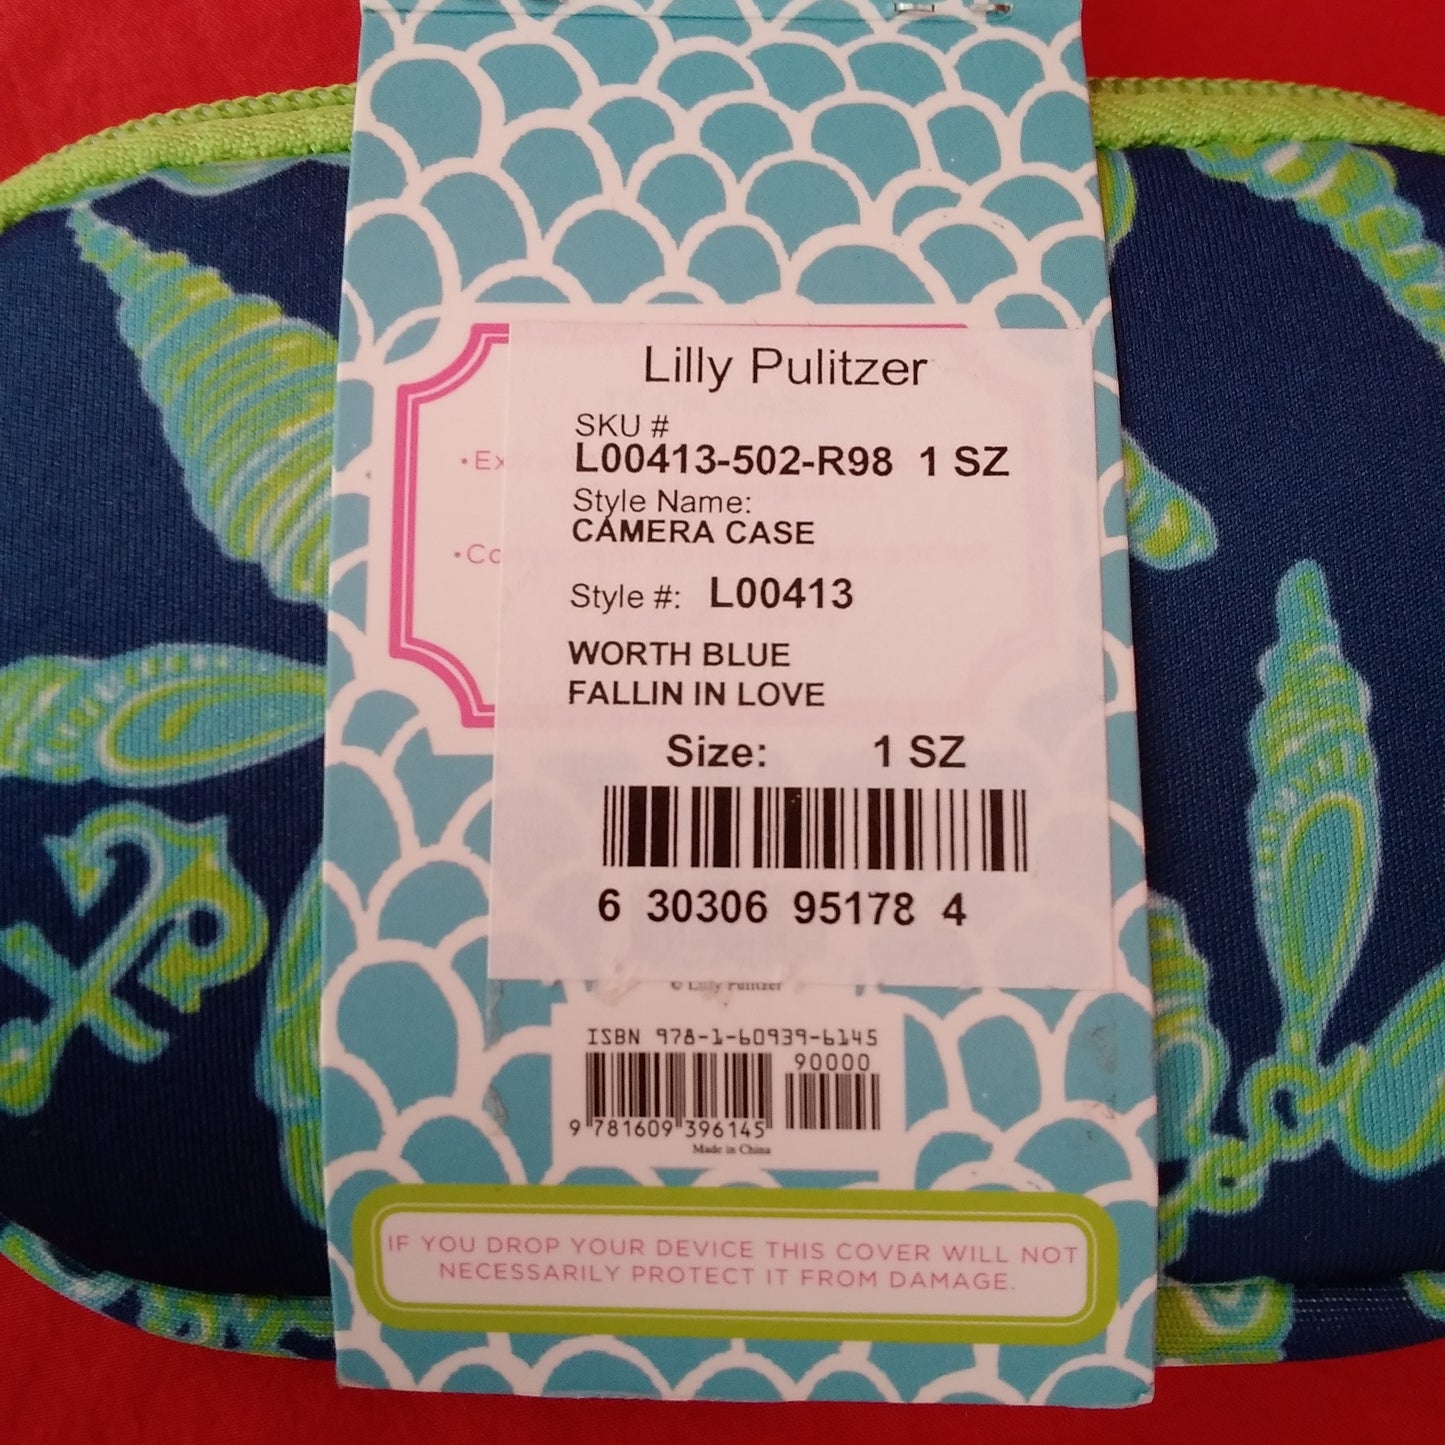 Lilly Pulitzer
SKU #
L00413-502-R98 1 SZ
Style Name:
CAMERA CASE
Style #: L00413
WORTH BLUE
FALLIN IN LOVE
Size: 1 SZ
6 30306 95178 4
© Lilly Pulitzer
ISBN 978-1-60939-6145
90000
9 781609 396145
Made in China
IF YOU DROP YOUR DEVICE THIS COVER WILL NOT
NECESSARILY PROTECT IT FROM DAMAGE.